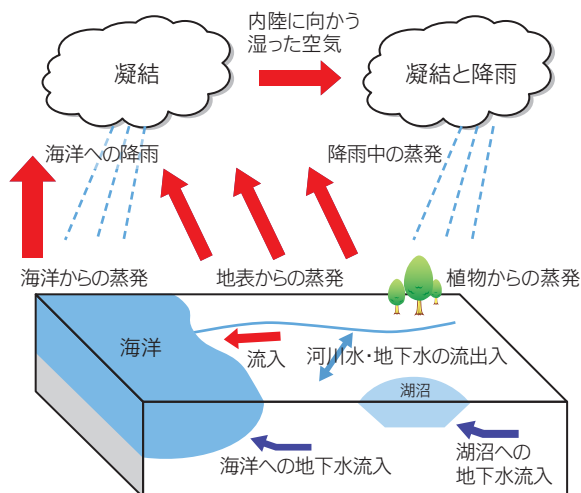 内陸に向かう
湿った空気
凝結
凝結と降雨
海洋への降雨
降雨中の蒸発
海洋からの蒸発
地表からの蒸発
植物からの蒸発
海洋
流入
河川水・地下水の流出入
湖沼
海洋への地下水流入
湖沼への
地下水流入